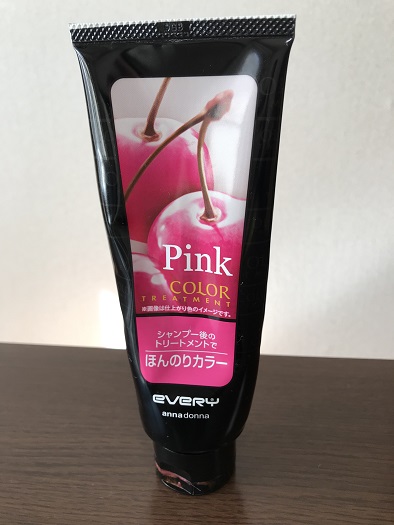 Pink
COLOR
TREATMENT
※画像は仕上がり色のイメージです。
シャンプー後の
トリートメントで
ほんのりカラー
EVERY
annadonna